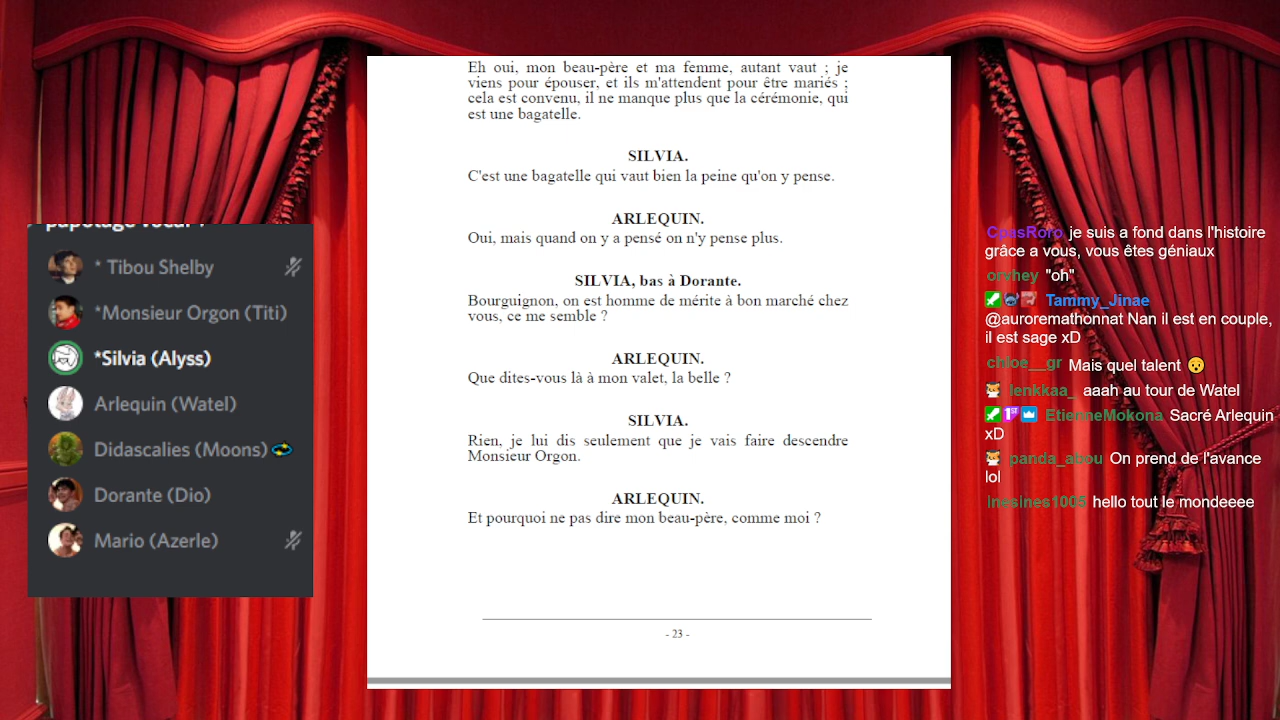 papotage vocal
* Tibou Shelby
*Monsieur Orgon (Titi)
*Silvia (Alyss)
Arlequin (Watel)
Didascalies (Moons)
Dorante (Dio)
Mario (Azerle)
Eh oui, mon beau-père et ma femme, autant vaut ; je
viens pour épouser, et ils m'attendent pour être mariés ;
cela est convenu, il ne manque plus que la cérémonie, qui
est une bagatelle.
SILVIA.
C'est une bagatelle qui vaut bien la peine qu'on y pense.
ARLEQUIN.
Oui, mais quand on y a pensé on n'y pense plus.
SILVIA, bas à Dorante.
Bourguignon, on est homme de mérite à bon marché chez
vous, ce me semble ?
ARLEQUIN.
Que dites-vous là à mon valet, la belle ?
SILVIA.
Rien, je lui dis seulement que je vais faire descendre
Monsieur Orgon.
ARLEQUIN.
Et pourquoi ne pas dire mon beau-père, comme moi ?
- 23 -
CpasRoro je suis a fond dans l'histoire
grâce a vous, vous êtes géniaux
orvhey "oh"
Tammy_Jinae
@auroremathonnat Nan il est en couple,
il est sage xD
chloe__gr Mais quel talent 😯
lenkkaa_ aaah au tour de Watel
1ST EtienneMokona Sacré Arlequin
xD
panda_abou On prend de l'avance
lol
inesines1005 hello tout le mondeeee